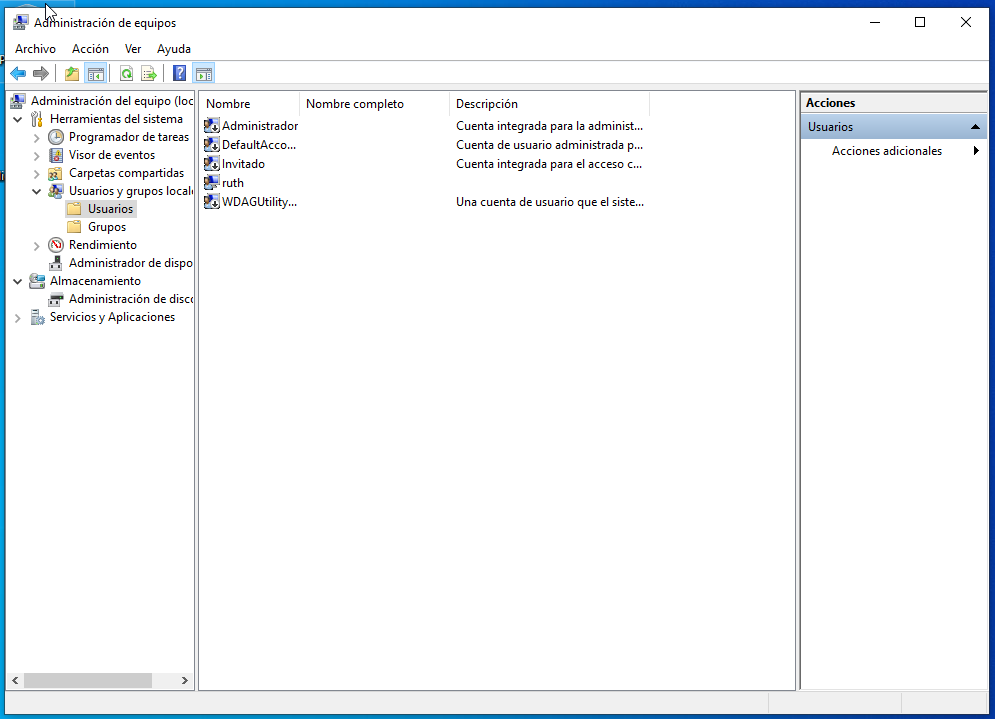 Administración de equipos
Archivo Acción Ver Ayuda
Administración del equipo (loc
Herramientas del sistema
Programador de tareas
Visor de eventos
Carpetas compartidas
Usuarios y grupos locale
Usuarios
Grupos
Rendimiento
Administrador de dispo
Almacenamiento
Administración de disco
Servicios y Aplicaciones
Nombre Nombre completo Descripción
Administrador Cuenta integrada para la administ...
DefaultAcco... Cuenta de usuario administrada p...
Invitado Cuenta integrada para el acceso c...
ruth
WDAGUtility... Una cuenta de usuario que el siste...
Acciones
Usuarios
Acciones adicionales